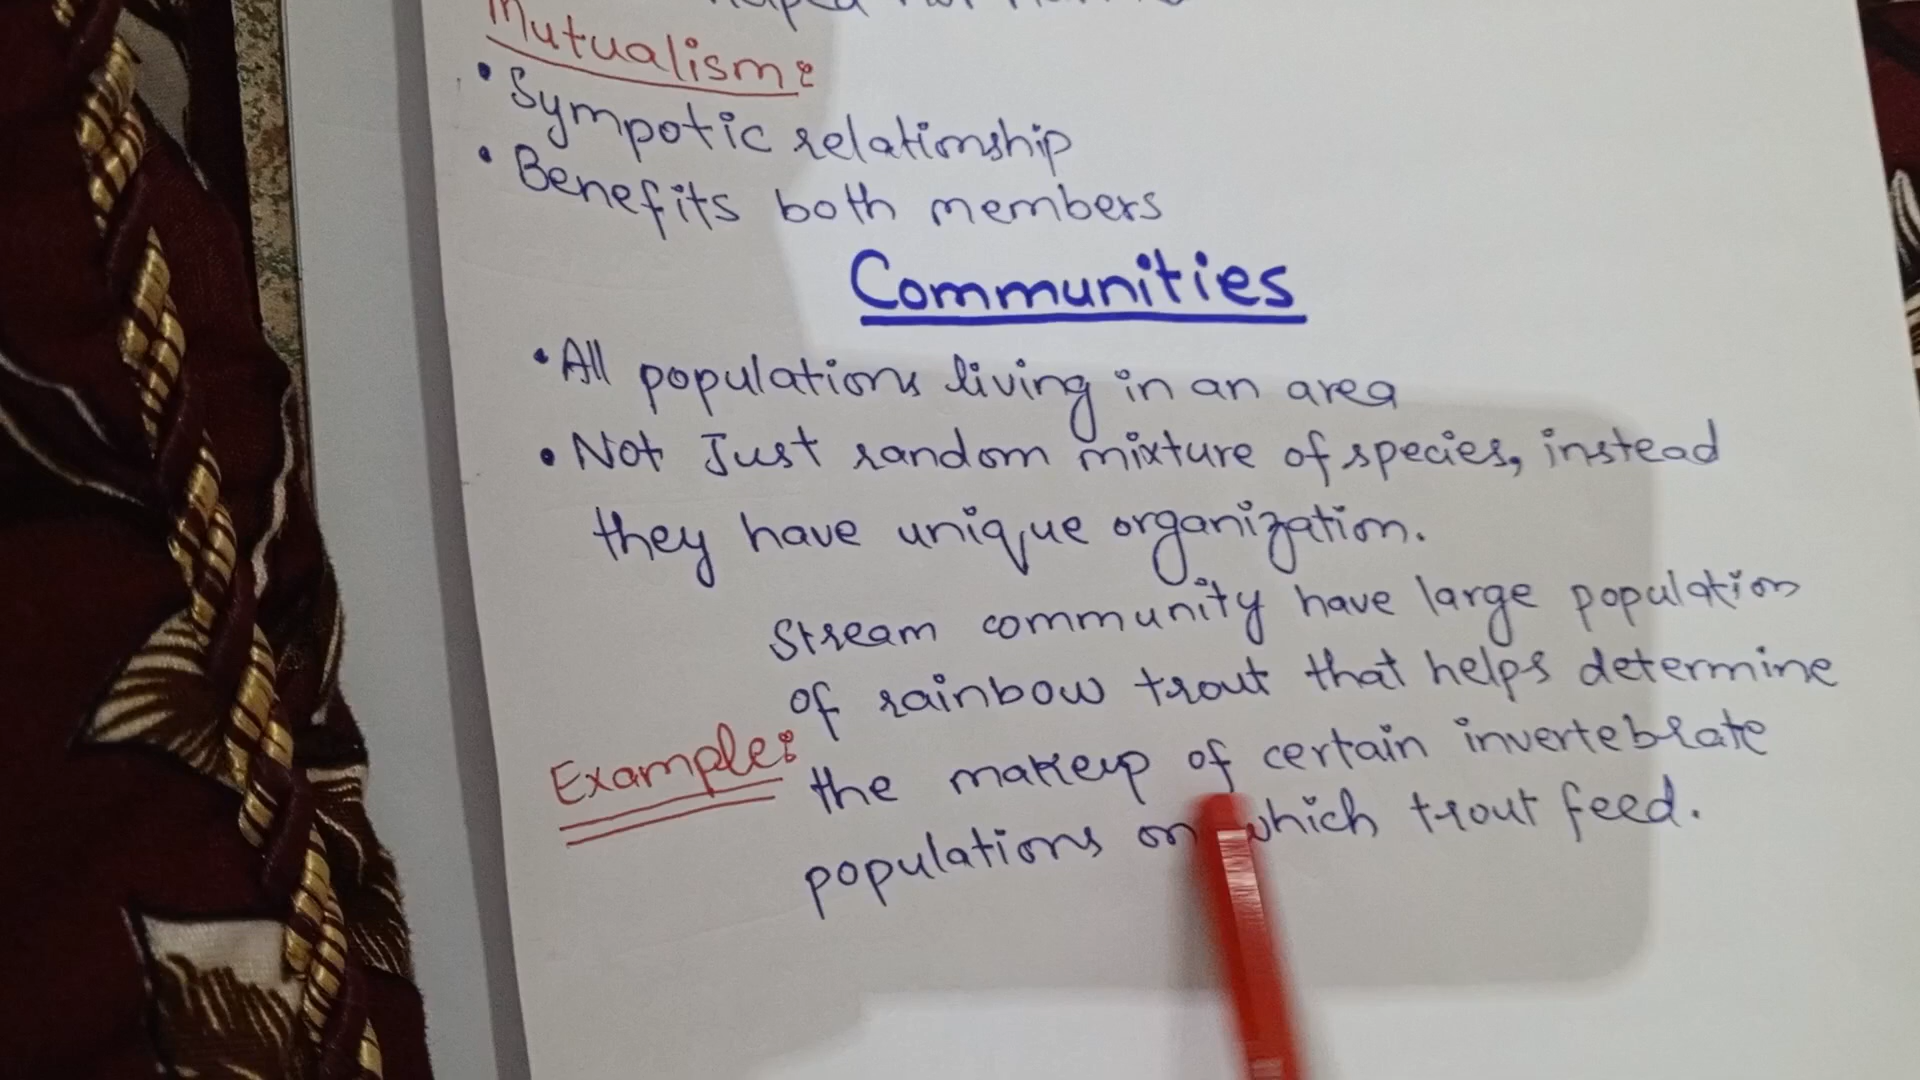 Mutualism:
• Sympotic relationship
• Benefits both members
Communities
• All populations living in an area
• Not Just random mixture of species, instead
they have unique organization.
Stream community have large population
of rainbow trout that helps determine
Example:
the makeup of certain invertebrate
populations on which trout feed.